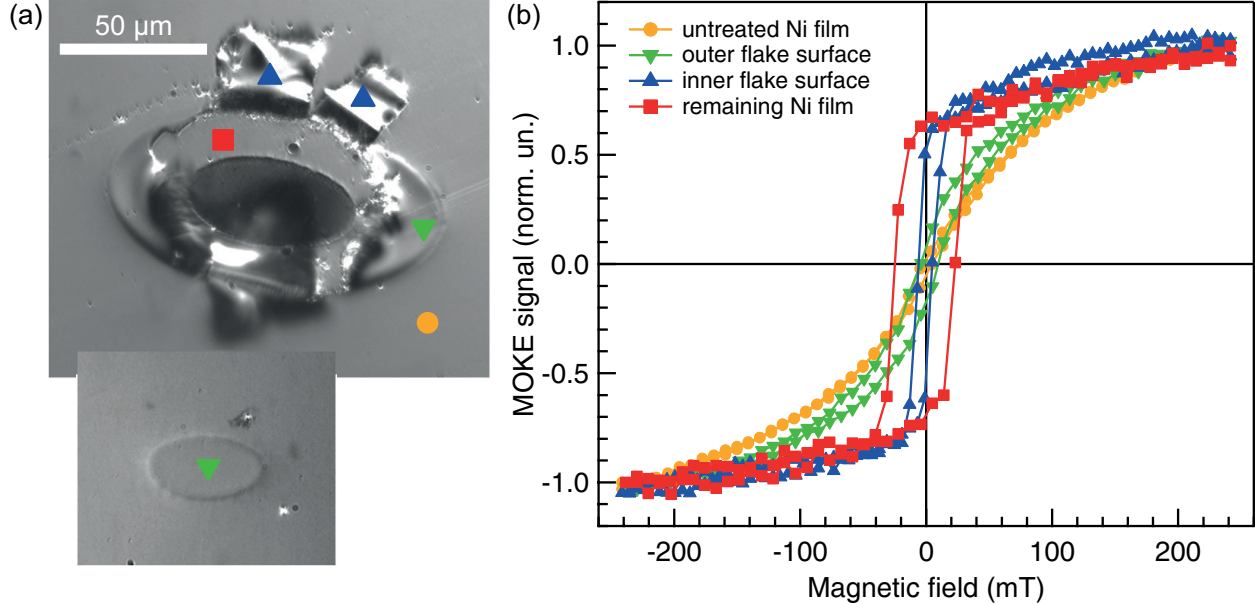 (a)
50 µm
(b)
untreated Ni film
outer flake surface
inner flake surface
remaining Ni film
MOKE signal (norm. un.)
1.0
0.5
0.0
-0.5
-1.0
-200
-100
0
100
200
Magnetic field (mT)